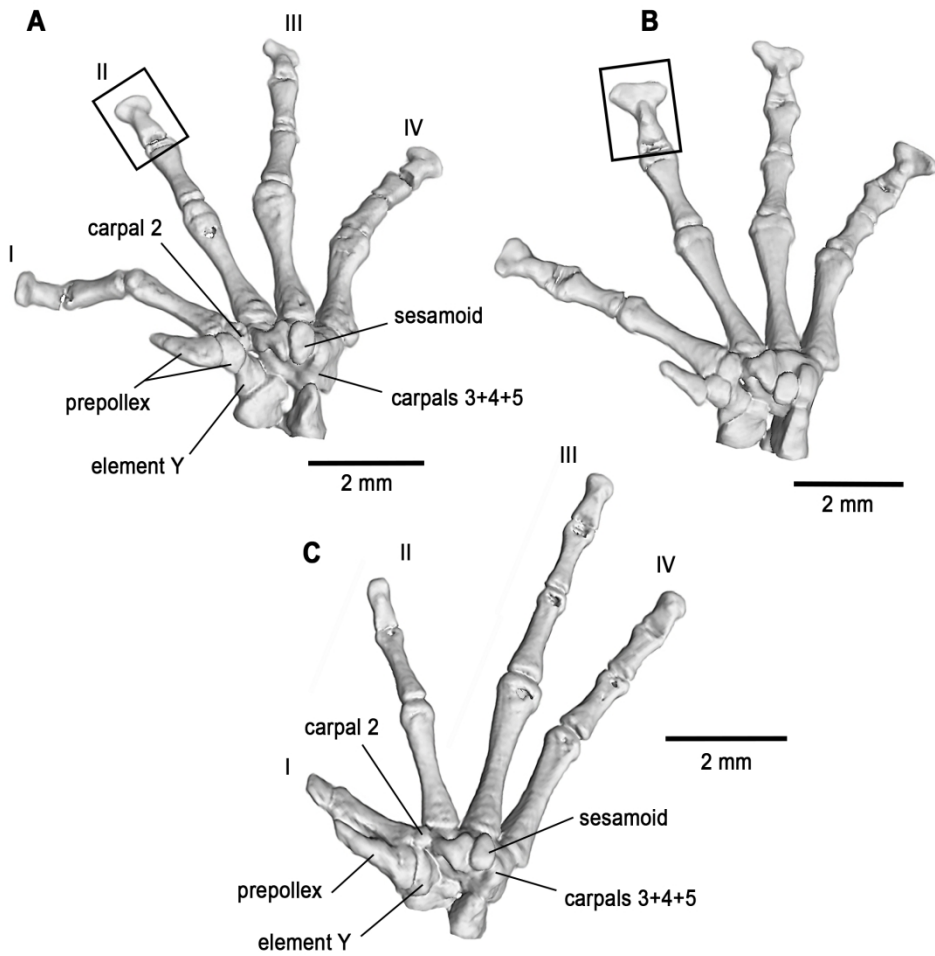 A
B
III
II
IV
carpal 2
I
sesamoid
prepollex
carpals 3+4+5
element Y
2 mm
2 mm
III
C
II
IV
carpal 2
2 mm
I
sesamoid
prepollex
carpals 3+4+5
element Y